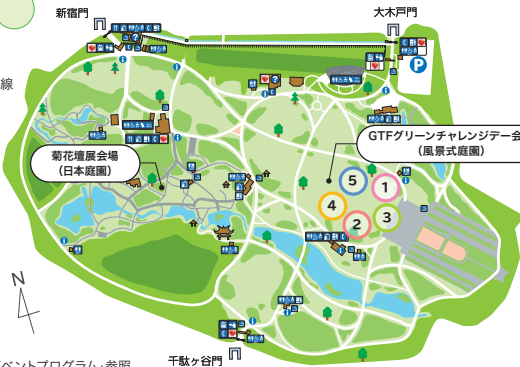 新宿門
大木戸門
P
線
GTFグリーンチャレンジデー会
(風景式庭園)
菊花壇展会場
(日本庭園)
5
1
4
2
3
N
千駄ヶ谷門
ベントプログラム」参照